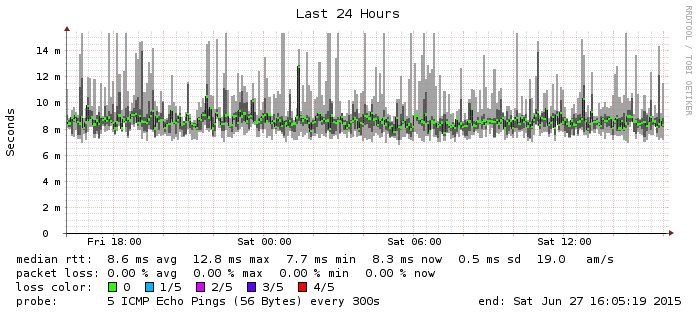 Last 24 Hours
RRDTOOL / TOBI OETIKER
Seconds
14 m
12 m
10 m
8 m
6 m
4 m
2 m
0
Fri 18:00 Sat 00:00 Sat 06:00 Sat 12:00
median rtt: 8.6 ms avg 12.8 ms max 7.7 ms min 8.3 ms now 0.5 ms sd 19.0 am/s
packet loss: 0.00 % avg 0.00 % max 0.00 % min 0.00 % now
loss color: 0 1/5 2/5 3/5 4/5
probe: 5 ICMP Echo Pings (56 Bytes) every 300s end: Sat Jun 27 16:05:19 2015